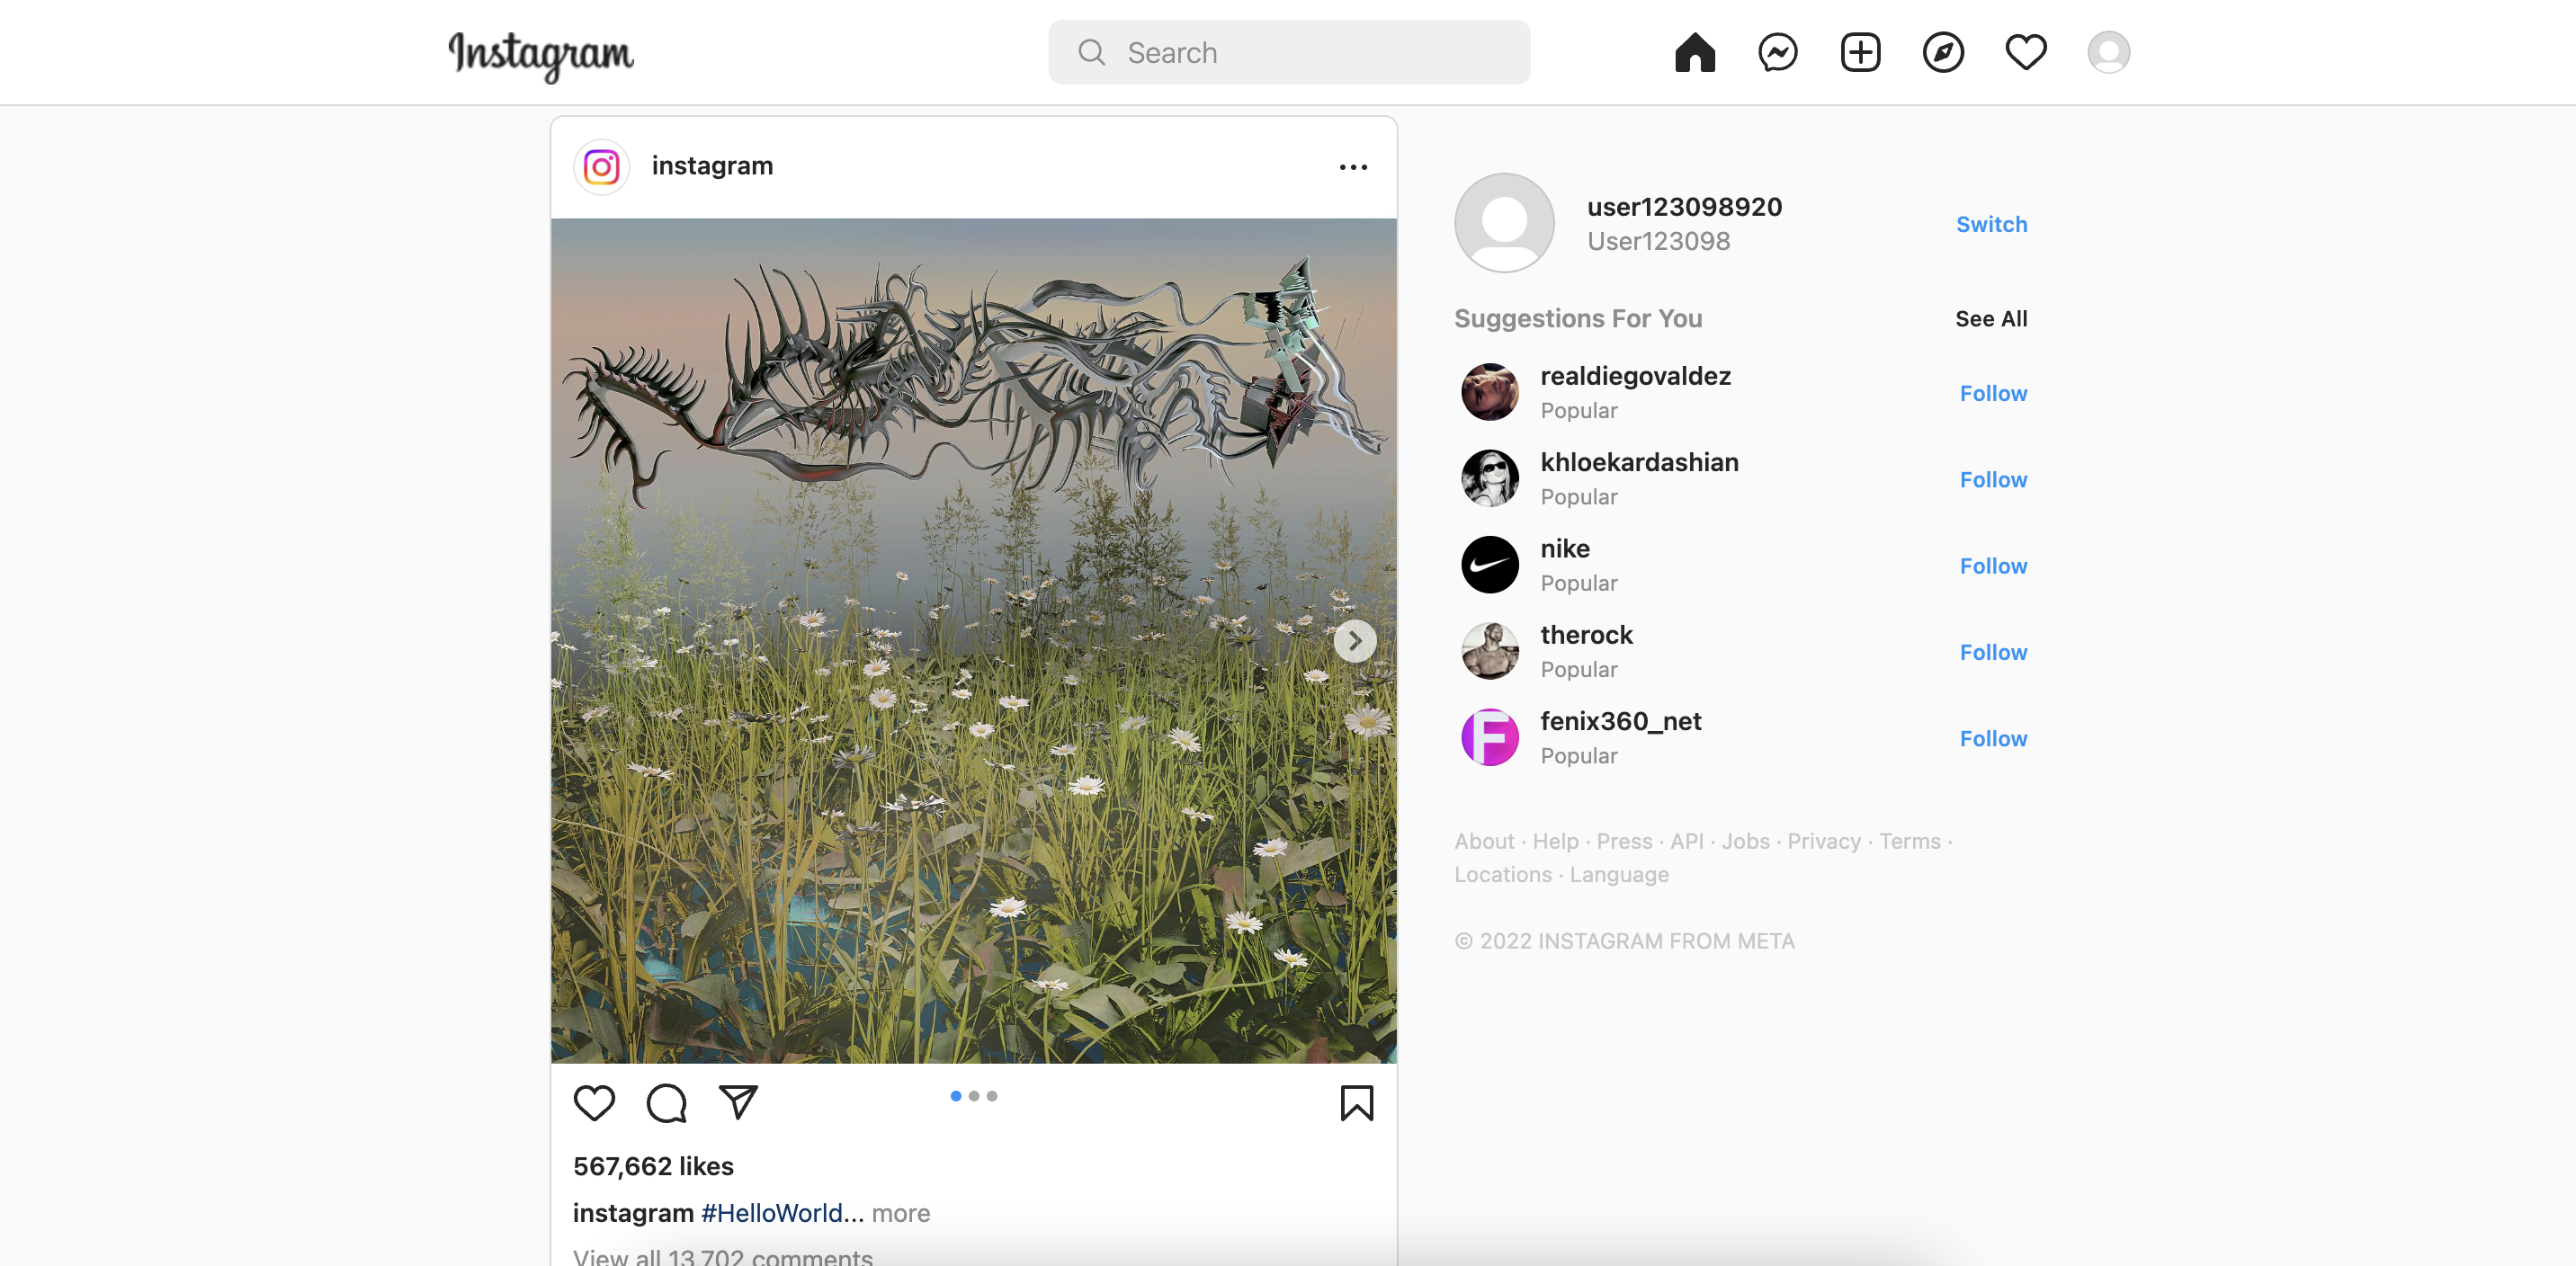 Instagram
Search
instagram
user123098920
User123098
Switch
Suggestions For You
See All
realdiegovaldez
Popular
Follow
khloekardashian
Popular
Follow
nike
Popular
Follow
therock
Popular
Follow
F
fenix360_net
Popular
Follow
About · Help · Press · API · Jobs · Privacy · Terms ·
Locations · Language
© 2022 INSTAGRAM FROM META
567,662 likes
instagram #HelloWorld... more
View all 13,702 comments